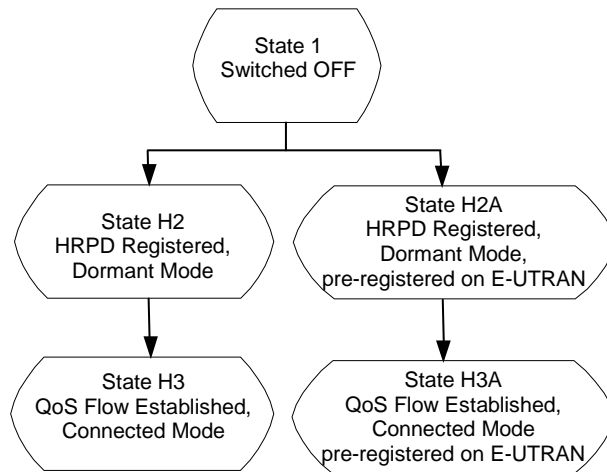 State 1
Switched OFF
State H2
HRPD Registered,
Dormant Mode
State H2A
HRPD Registered,
Dormant Mode,
pre-registered on E-UTRAN
State H3
QoS Flow Established,
Connected Mode
State H3A
QoS Flow Established,
Connected Mode
pre-registered on E-UTRAN